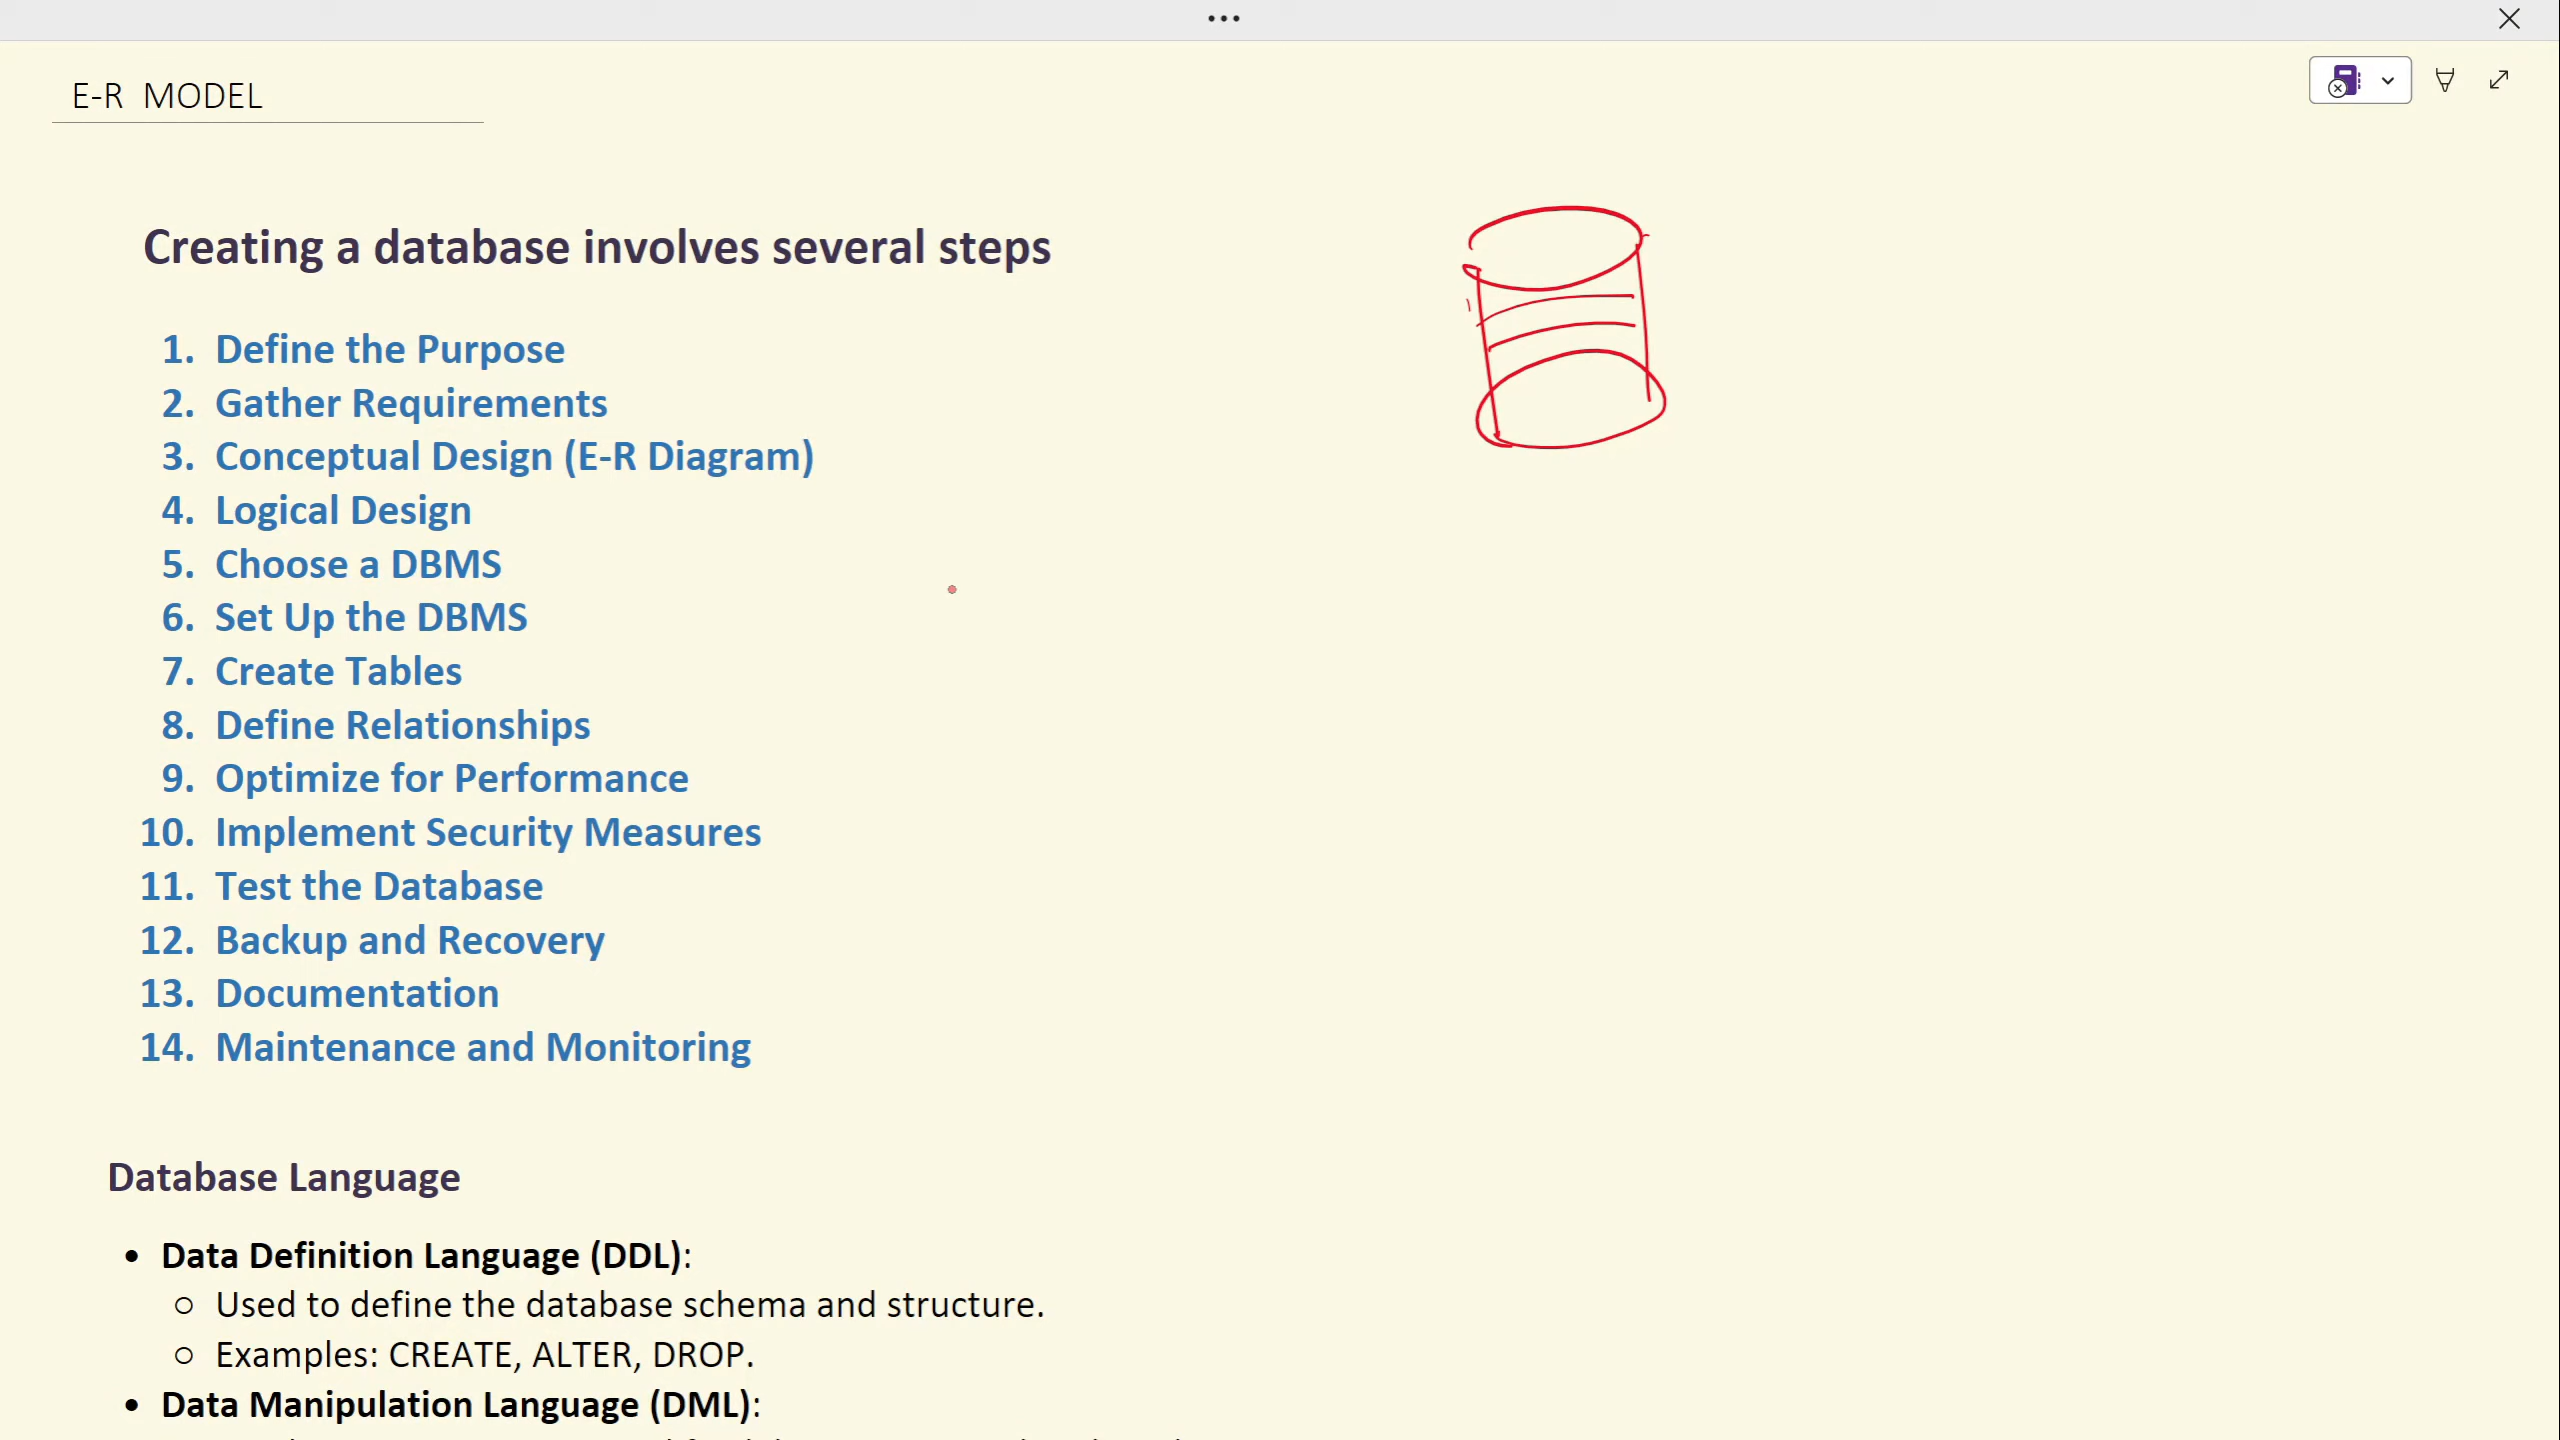 E-R MODEL
Creating a database involves several steps
1. Define the Purpose
2. Gather Requirements
3. Conceptual Design (E-R Diagram)
4. Logical Design
5. Choose a DBMS
6. Set Up the DBMS
7. Create Tables
8. Define Relationships
9. Optimize for Performance
10. Implement Security Measures
11. Test the Database
12. Backup and Recovery
13. Documentation
14. Maintenance and Monitoring
Database Language
• Data Definition Language (DDL):
○ Used to define the database schema and structure.
○ Examples: CREATE, ALTER, DROP.
• Data Manipulation Language (DML):